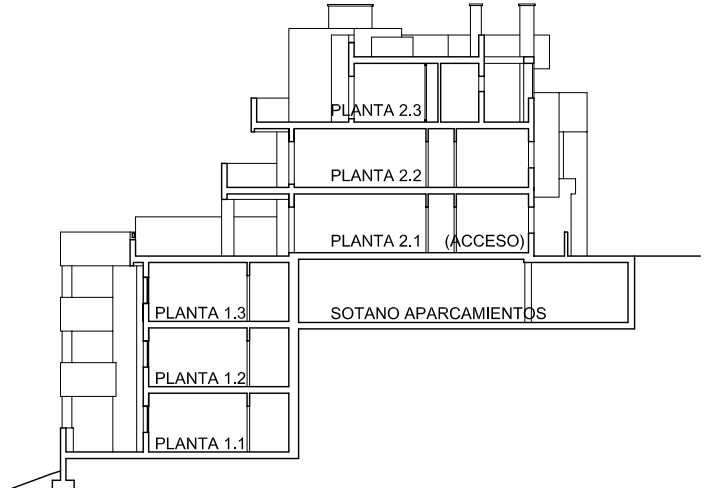 PLANTA 2.3
PLANTA 2.2
PLANTA 2.1 (ACCESO)
PLANTA 1.3 SOTANO APARCAMIENTOS
PLANTA 1.2
PLANTA 1.1